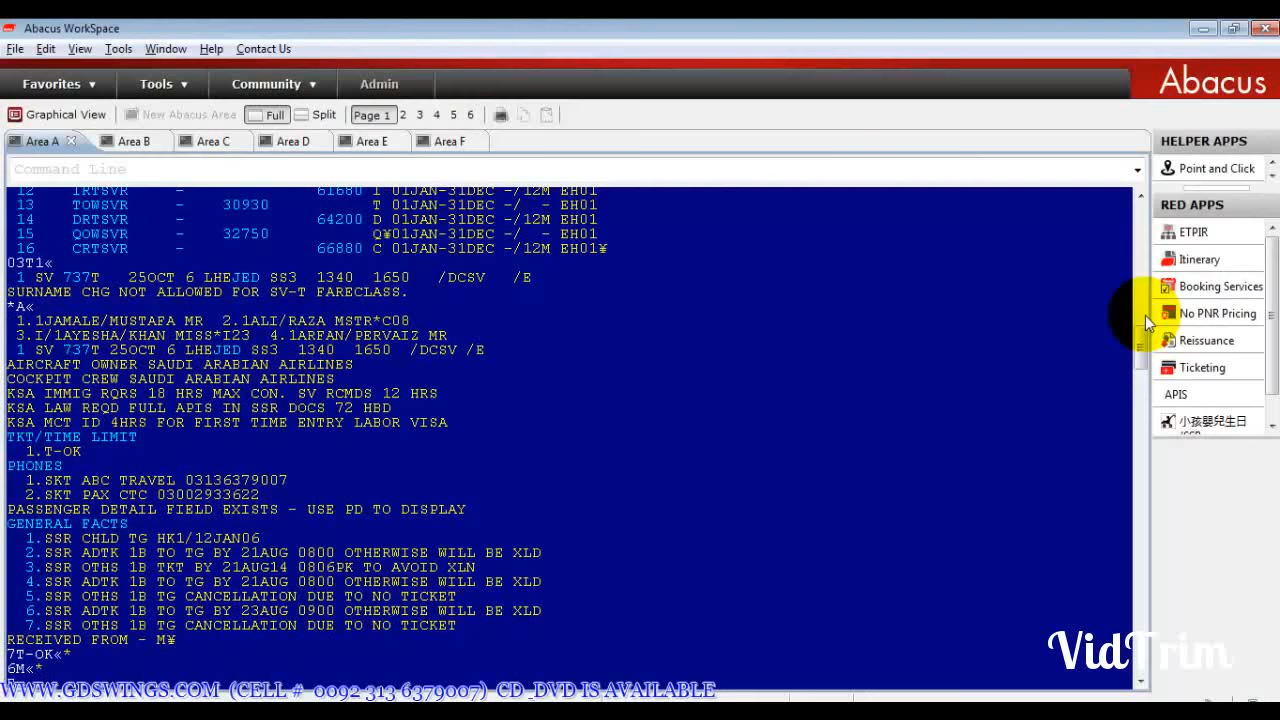 Abacus WorkSpace
File Edit View Tools Window Help Contact Us
Favorites Tools Community Admin Abacus
Graphical View New Abacus Area Full Split Page 1 2 3 4 5 6
Area A Area B Area C Area D Area E Area F
Command Line
12 IRTSVR - 61680 I 01JAN-31DEC -/12M EH01
13 TOWSVR - 30930 T 01JAN-31DEC -/ - EH01
14 DRTSVR - 64200 D 01JAN-31DEC -/12M EH01
15 QOWSVR - 32750 Q¥01JAN-31DEC -/ - EH01
16 CRTSVR - 66880 C 01JAN-31DEC -/12M EH01¥
03T1«
1 SV 737T 25OCT 6 LHEJED SS3 1340 1650 /DCSV /E
SURNAME CHG NOT ALLOWED FOR SV-T FARECLASS.
*A«
1.1JAMALE/MUSTAFA MR 2.1ALI/RAZA MSTR*C08
3.I/1AYESHA/KHAN MISS*I23 4.1ARFAN/PERVAIZ MR
1 SV 737T 25OCT 6 LHEJED SS3 1340 1650 /DCSV /E
AIRCRAFT OWNER SAUDI ARABIAN AIRLINES
COCKPIT CREW SAUDI ARABIAN AIRLINES
KSA IMMIG RQRS 18 HRS MAX CON. SV RCMDS 12 HRS
KSA LAW REQD FULL APIS IN SSR DOCS 72 HBD
KSA MCT ID 4HRS FOR FIRST TIME ENTRY LABOR VISA
TKT/TIME LIMIT
1.T-OK
PHONES
1.SKT ABC TRAVEL 03136379007
2.SKT PAX CTC 03002933622
PASSENGER DETAIL FIELD EXISTS - USE PD TO DISPLAY
GENERAL FACTS
1.SSR CHLD TG HK1/12JAN06
2.SSR ADTK 1B TO TG BY 21AUG 0800 OTHERWISE WILL BE XLD
3.SSR OTHS 1B TKT BY 21AUG14 0806PK TO AVOID XLN
4.SSR ADTK 1B TO TG BY 21AUG 0800 OTHERWISE WILL BE XLD
5.SSR OTHS 1B TG CANCELLATION DUE TO NO TICKET
6.SSR ADTK 1B TO TG BY 23AUG 0900 OTHERWISE WILL BE XLD
7.SSR OTHS 1B TG CANCELLATION DUE TO NO TICKET
RECEIVED FROM - M¥
7T-OK«*
6M«*
HELPER APPS
Point and Click
RED APPS
ETPIR
Itinerary
Booking Services
No PNR Pricing
Reissuance
Ticketing
APIS
小孩嬰兒生日
VidTrim
WWW.GDSWINGS.COM (CELL # 0092 313 6379007) CD_DVD IS AVAILABLE